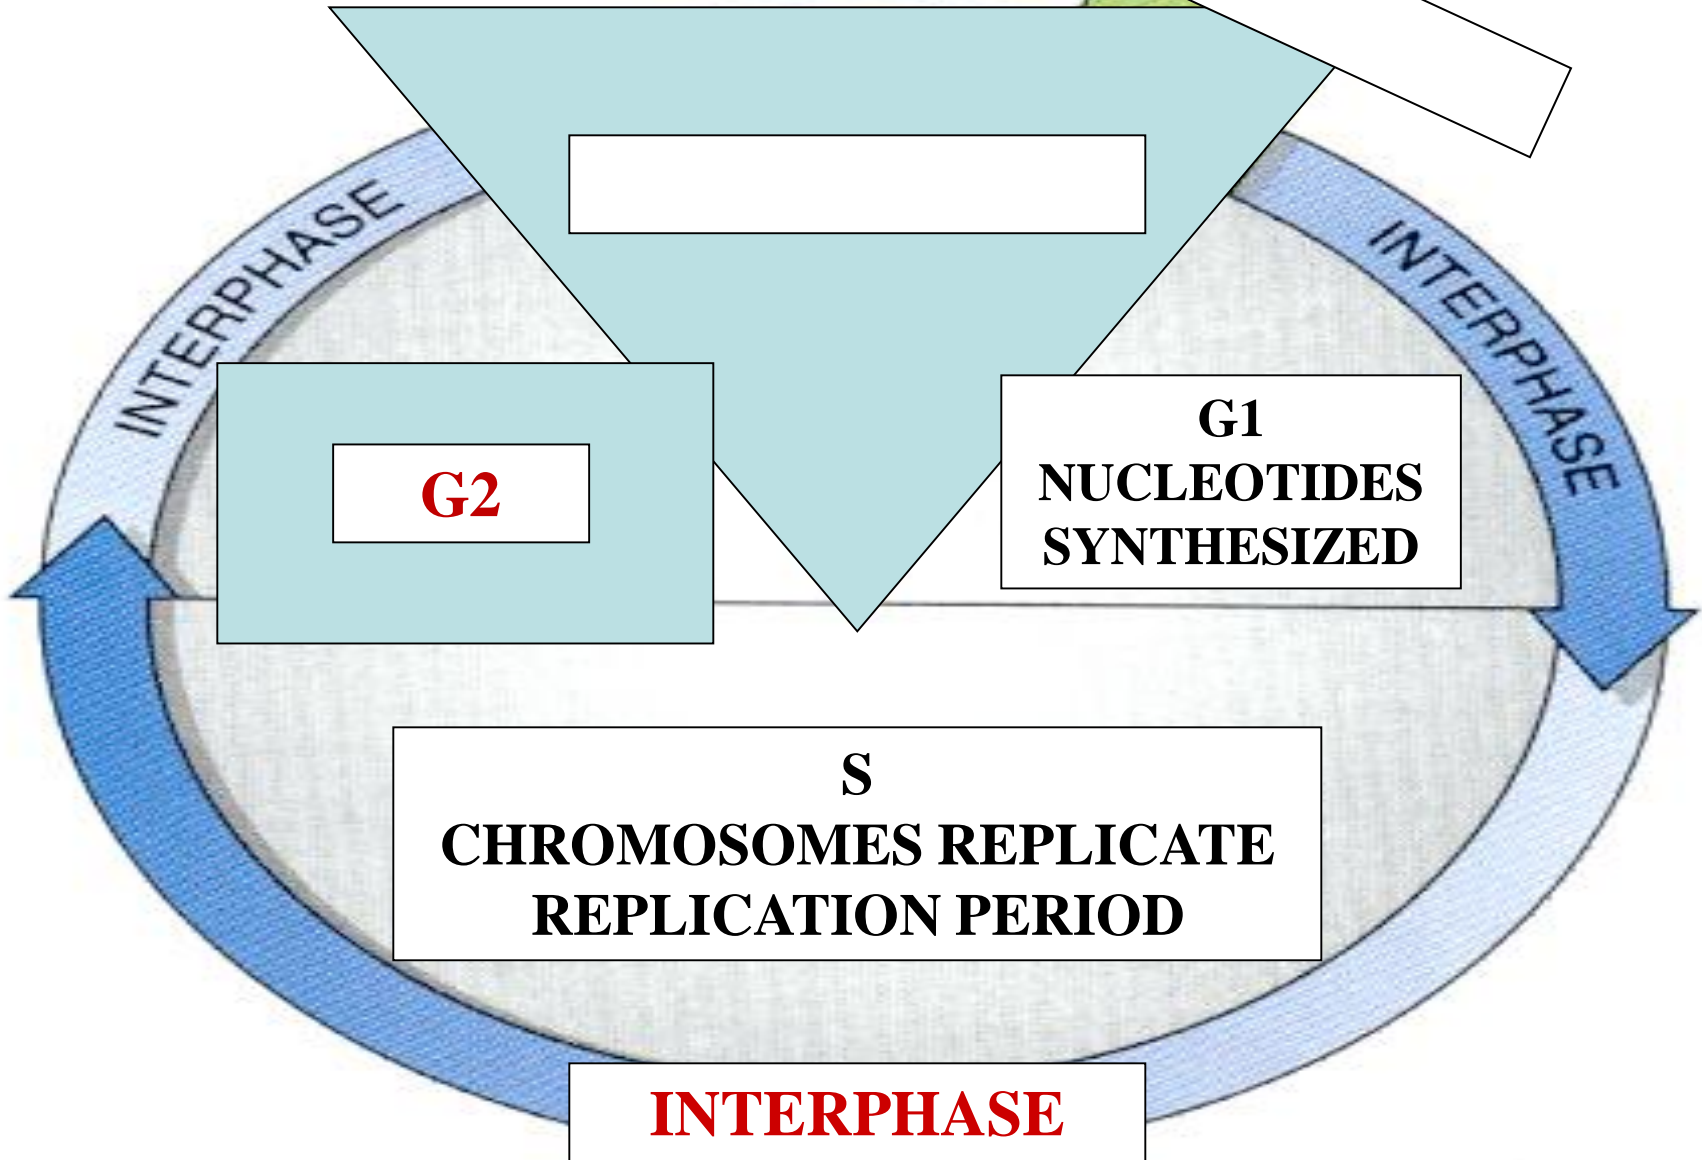 INTERPHASE
INTERPHASE
G1
NUCLEOTIDES
SYNTHESIZED
G2
S
CHROMOSOMES REPLICATE
REPLICATION PERIOD
INTERPHASE